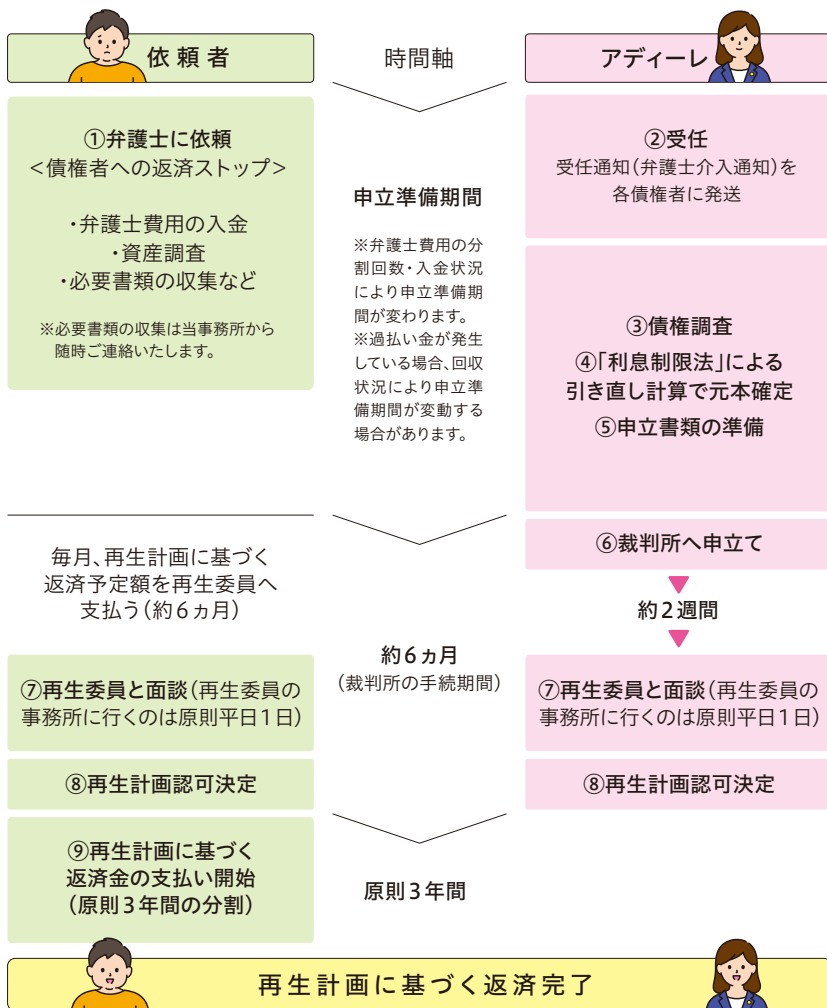 依頼者
時間軸
アディーレ
①弁護士に依頼
＜債権者への返済ストップ＞
・弁護士費用の入金
・資産調査
・必要書類の収集など
※必要書類の収集は当事務所から
随時ご連絡いたします。
申立準備期間
※弁護士費用の分
割回数・入金状況
により申立準備期
間が変わります。
※過払い金が発生
している場合、回収
状況により申立準
備期間が変動する
場合があります。
②受任
受任通知（弁護士介入通知）を
各債権者に発送
③債権調査
④「利息制限法」による
引き直し計算で元本確定
⑤申立書類の準備
毎月、再生計画に基づく
返済予定額を再生委員へ
支払う（約6ヵ月）
⑥裁判所へ申立て
約2週間
約6ヵ月
（裁判所の手続期間）
⑦再生委員と面談（再生委員の
事務所に行くのは原則平日1日）
⑦再生委員と面談（再生委員の
事務所に行くのは原則平日1日）
⑧再生計画認可決定
⑧再生計画認可決定
⑨再生計画に基づく
返済金の支払い開始
（原則3年間の分割）
原則3年間
再生計画に基づく返済完了